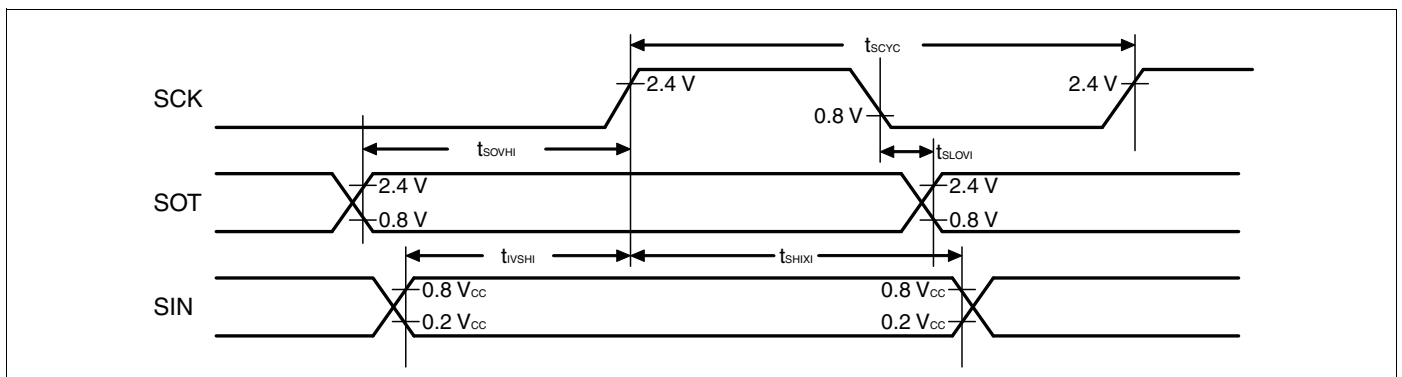 tSCYC
SCK
2.4 V
2.4 V
0.8 V
tSOVHI
tSLOVI
SOT
2.4 V
2.4 V
0.8 V
0.8 V
tIVSHI
tSHIXI
SIN
0.8 VCC
0.8 VCC
0.2 VCC
0.2 VCC